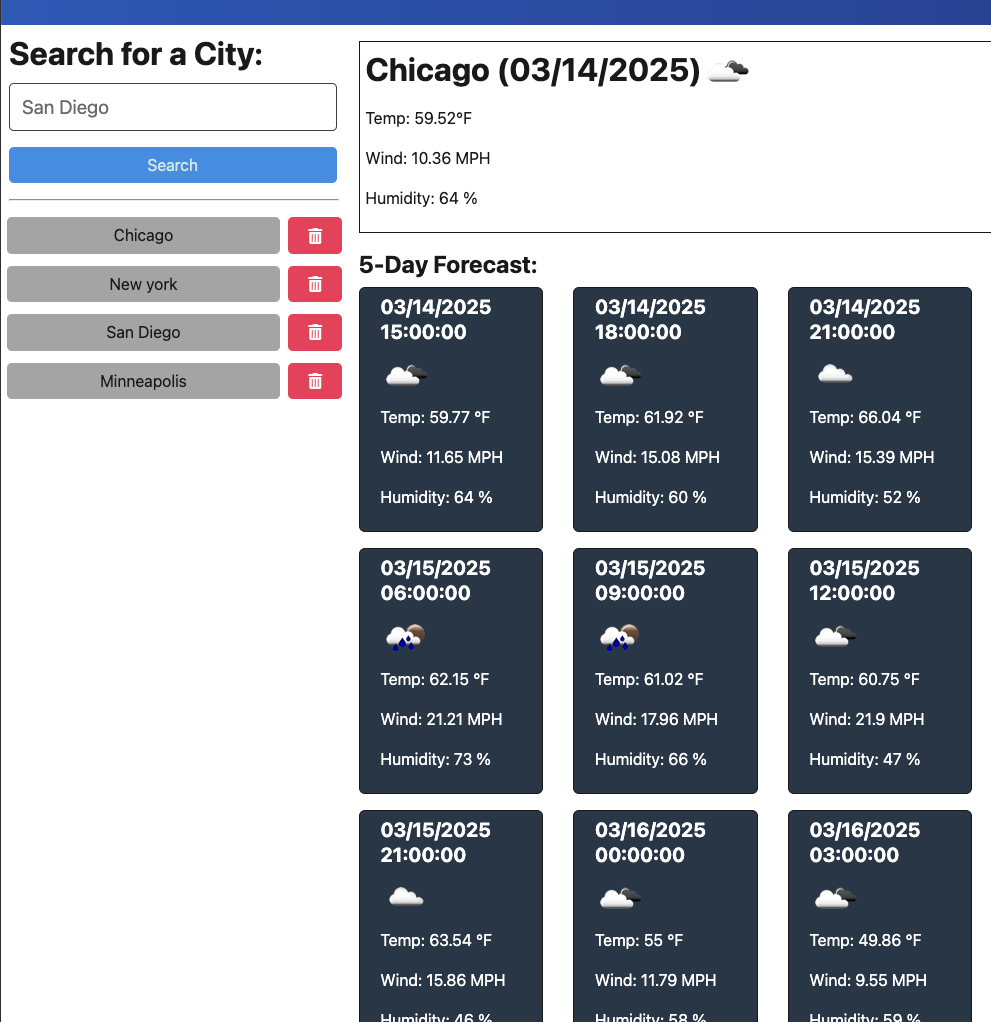 Search for a City:
San Diego
Search
Chicago
New york
San Diego
Minneapolis
Chicago (03/14/2025)
Temp: 59.52°F
Wind: 10.36 MPH
Humidity: 64 %
5-Day Forecast:
03/14/2025
15:00:00
Temp: 59.77 °F
Wind: 11.65 MPH
Humidity: 64 %
03/14/2025
18:00:00
Temp: 61.92 °F
Wind: 15.08 MPH
Humidity: 60 %
03/14/2025
21:00:00
Temp: 66.04 °F
Wind: 15.39 MPH
Humidity: 52 %
03/15/2025
06:00:00
Temp: 62.15 °F
Wind: 21.21 MPH
Humidity: 73 %
03/15/2025
09:00:00
Temp: 61.02 °F
Wind: 17.96 MPH
Humidity: 66 %
03/15/2025
12:00:00
Temp: 60.75 °F
Wind: 21.9 MPH
Humidity: 47 %
03/15/2025
21:00:00
Temp: 63.54 °F
Wind: 15.86 MPH
Humidity: 46 %
03/16/2025
00:00:00
Temp: 55 °F
Wind: 11.79 MPH
Humidity: 58 %
03/16/2025
03:00:00
Temp: 49.86 °F
Wind: 9.55 MPH
Humidity: 59 %